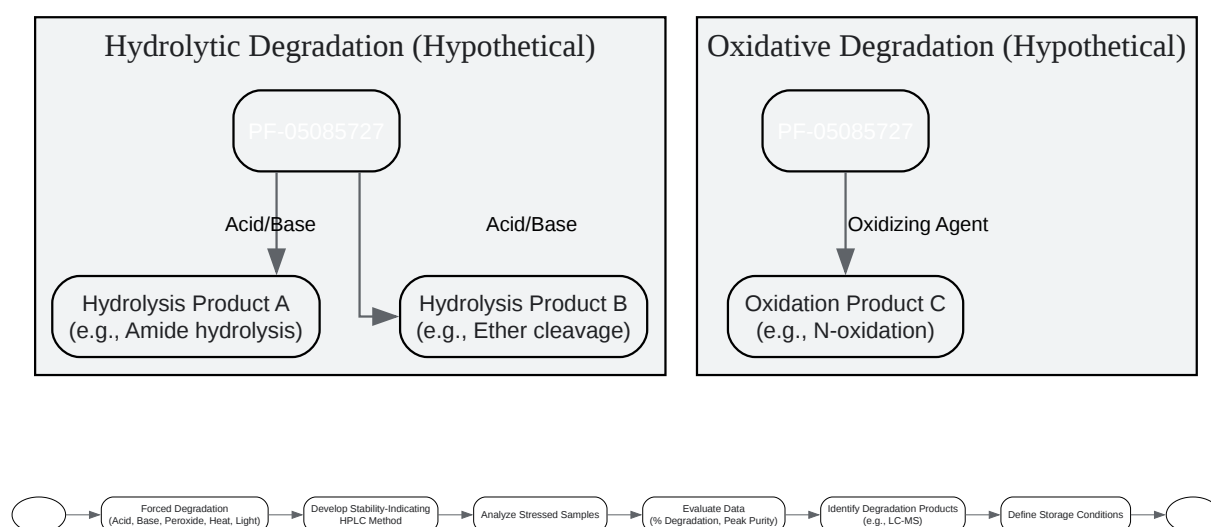 Hydrolytic Degradation (Hypothetical)
PF-05085727
Acid/Base
Acid/Base
Hydrolysis Product A
(e.g., Amide hydrolysis)
Hydrolysis Product B
(e.g., Ether cleavage)
Oxidative Degradation (Hypothetical)
PF-05085727
Oxidizing Agent
Oxidation Product C
(e.g., N-oxidation)
Forced Degradation
(Acid, Base, Peroxide, Heat, Light)
Develop Stability-Indicating
HPLC Method
Analyze Stressed Samples
Evaluate Data
(% Degradation, Peak Purity)
Identify Degradation Products
(e.g., LC-MS)
Define Storage Conditions